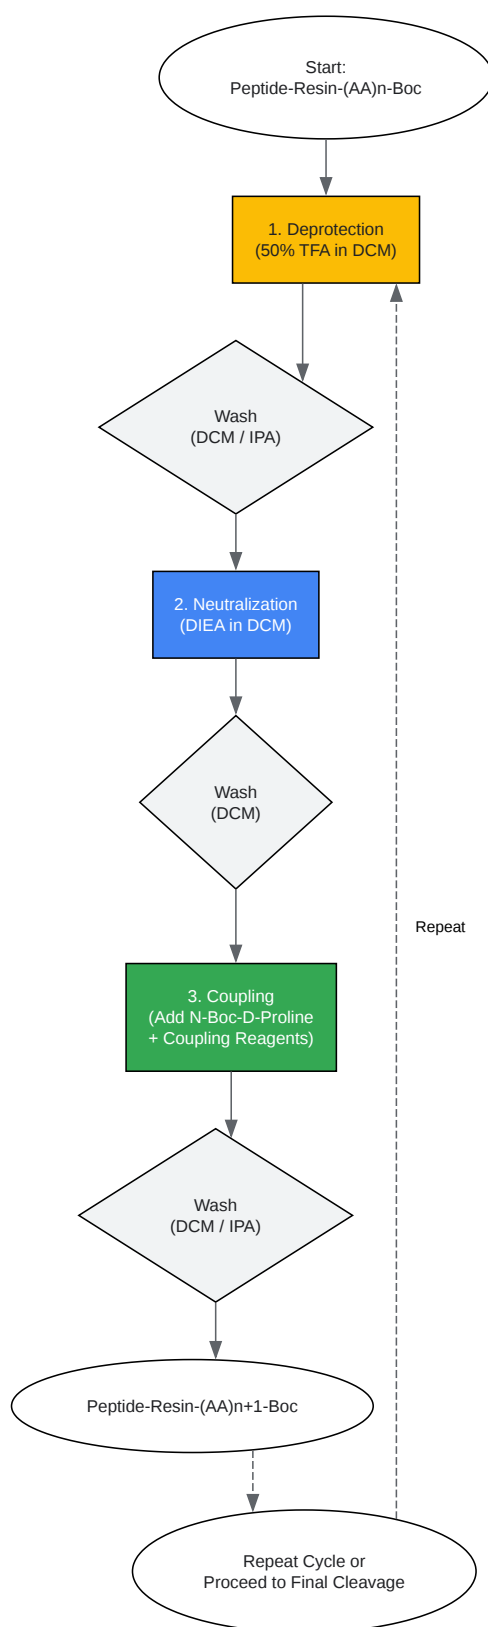 Start:
Peptide-Resin-(AA)n-Boc
1. Deprotection
(50% TFA in DCM)
Wash
(DCM / IPA)
2. Neutralization
(DIEA in DCM)
Wash
(DCM)
Repeat
3. Coupling
(Add N-Boc-D-Proline
+ Coupling Reagents)
Wash
(DCM / IPA)
Peptide-Resin-(AA)n+1-Boc
Repeat Cycle or
Proceed to Final Cleavage